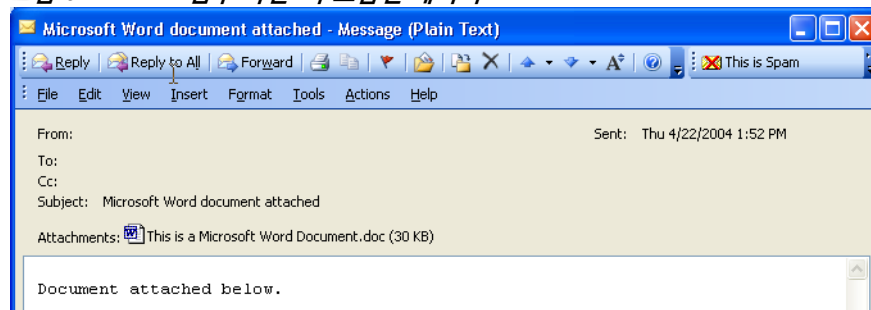 Microsoft Word document attached - Message (Plain Text)
Reply Reply to All Forward This is Spam
File Edit View Insert Format Tools Actions Help
From: Sent: Thu 4/22/2004 1:52 PM
To:
Cc:
Subject: Microsoft Word document attached
Attachments: This is a Microsoft Word Document.doc (30 KB)
Document attached below.